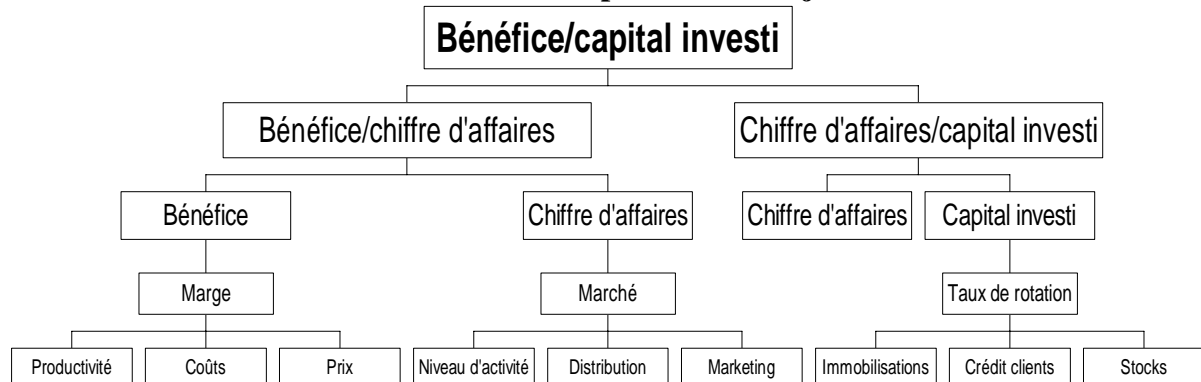 Bénéfice/capital investi
Bénéfice/chiffre d'affaires
Chiffre d'affaires/capital investi
Bénéfice
Chiffre d'affaires
Chiffre d'affaires
Capital investi
Marge
Marché
Taux de rotation
Productivité
Coûts
Prix
Niveau d'activité
Distribution
Marketing
Immobilisations
Crédit clients
Stocks